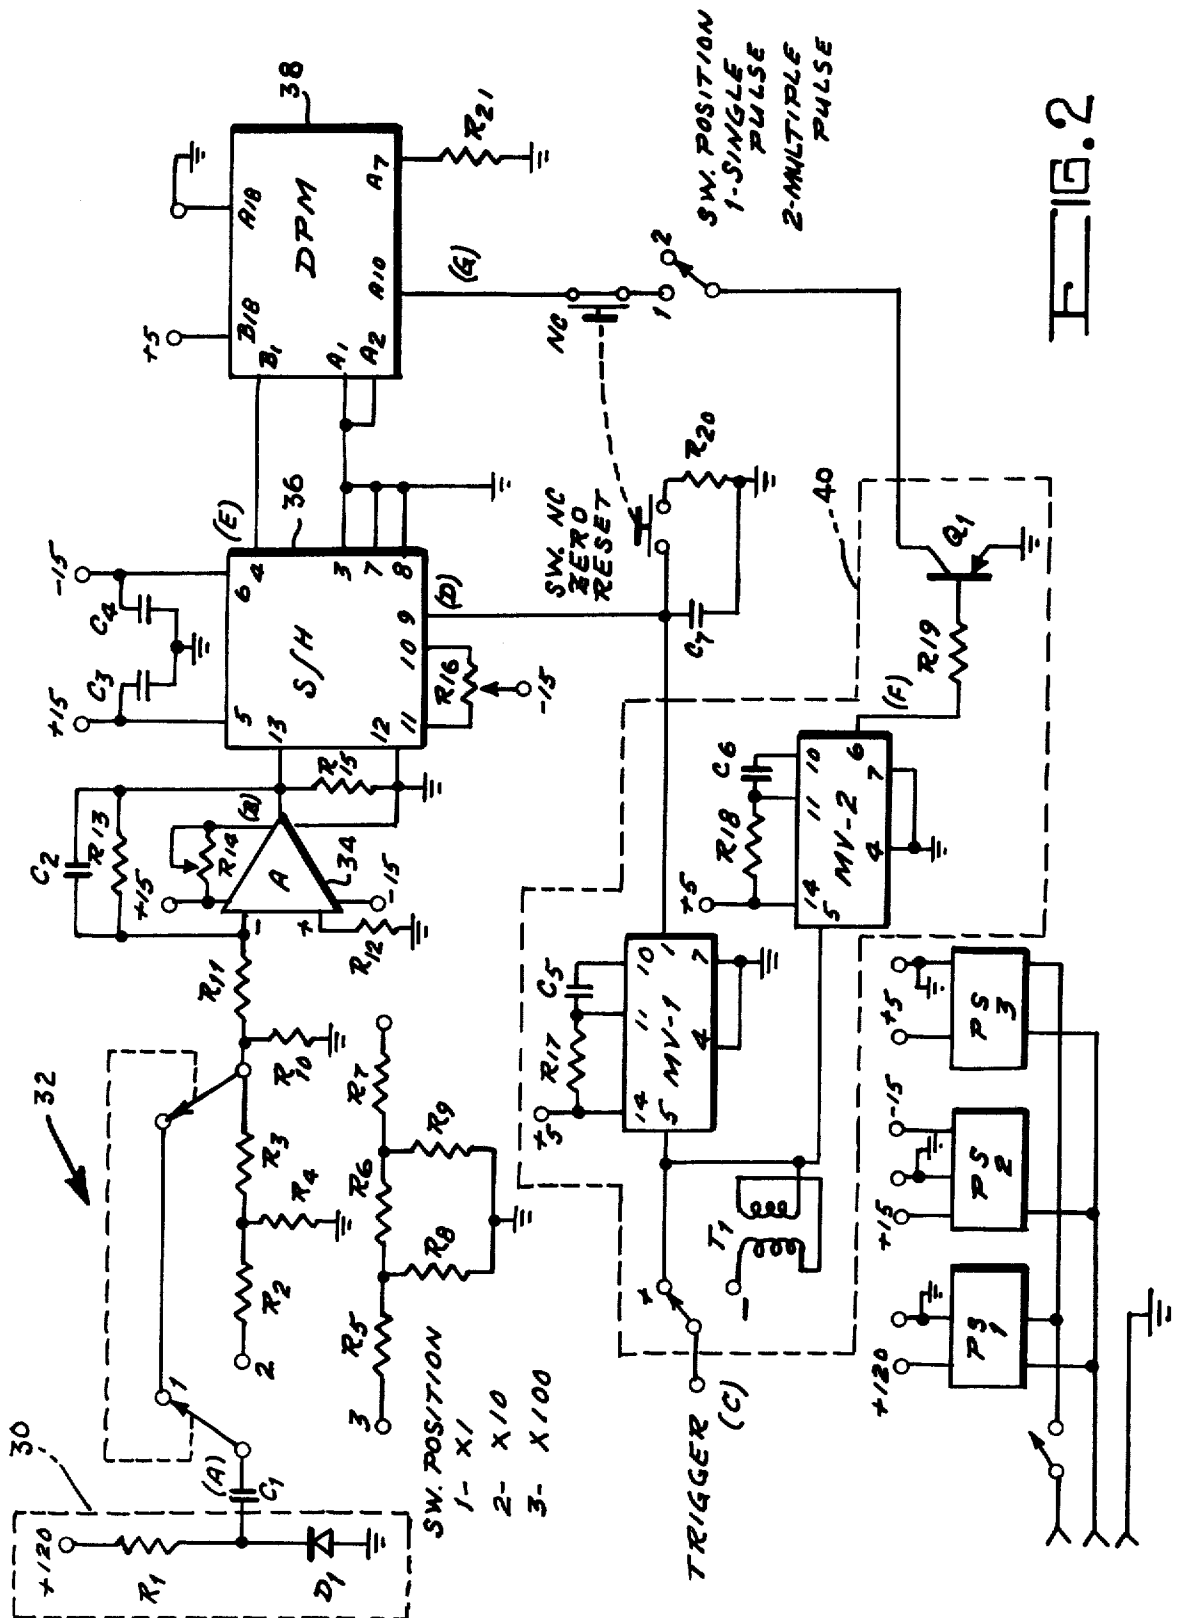 30
+120
R1
D1
(A)
C1
1
32
2
R2
R3
R4
R10
R11
3
R5
R6
R7
R8
R9
SW. POSITION
1- X1
2- X10
3- X100
C2
R13
+15
R14
(B)
A
-
+
34
-15
R12
R15
+15
C3
C4
-15
5
6
13
12
11
10
9
S/H
4
3
7
8
(E)
36
R16
-15
(D)
+5
B18
A18
B1
DPM
38
A1
A2
A10
A7
R21
(G)
NC
1
2
SW. POSITION
1-SINGLE
PULSE
2-MULTIPLE
PULSE
SW. NC
ZERO
RESET
C7
R20
40
TRIGGER
(C)
+
-
T1
+5
R17
C5
14
11
10
5
MV-1
1
4
7
+5
R18
C6
14
11
10
5
MV-2
6
4
7
(F)
R19
Q1
+120
PS
1
+15
-15
PS
2
+5
PS
3
FIG. 2